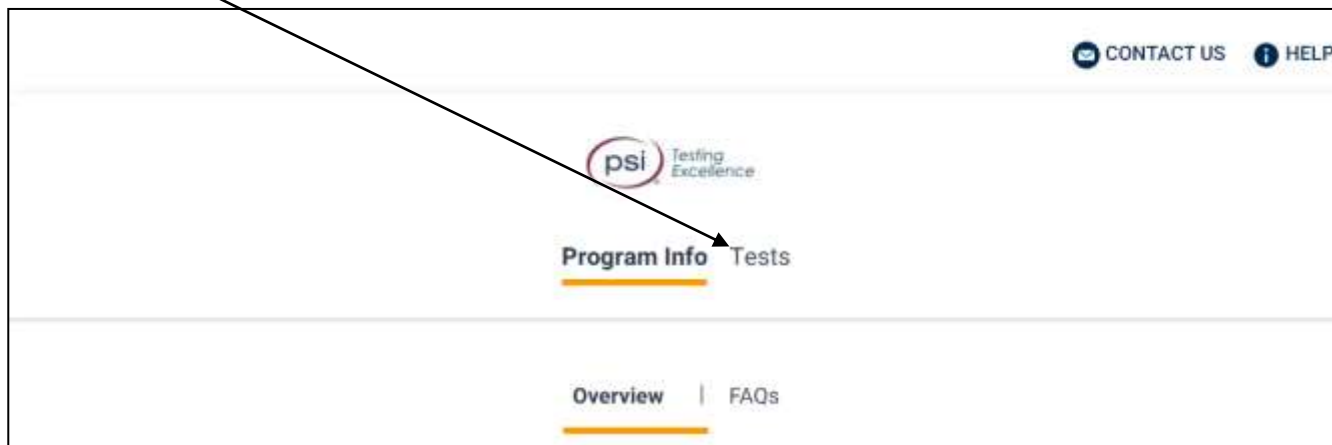 CONTACT US HELP
psi Testing
Excellence
Program Info Tests
Overview | FAQs